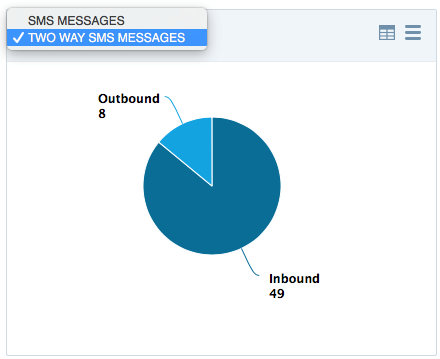 SMS MESSAGES
TWO WAY SMS MESSAGES
Outbound
8
Inbound
49